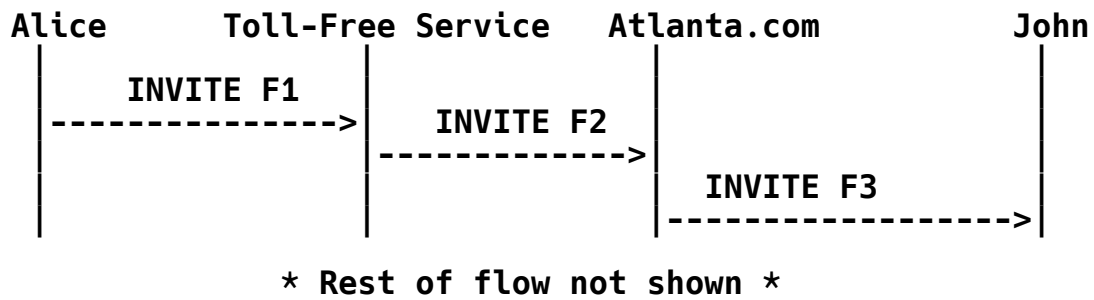 Alice Toll-Free Service Atlanta.com John
INVITE F1
INVITE F2
INVITE F3
* Rest of flow not shown *